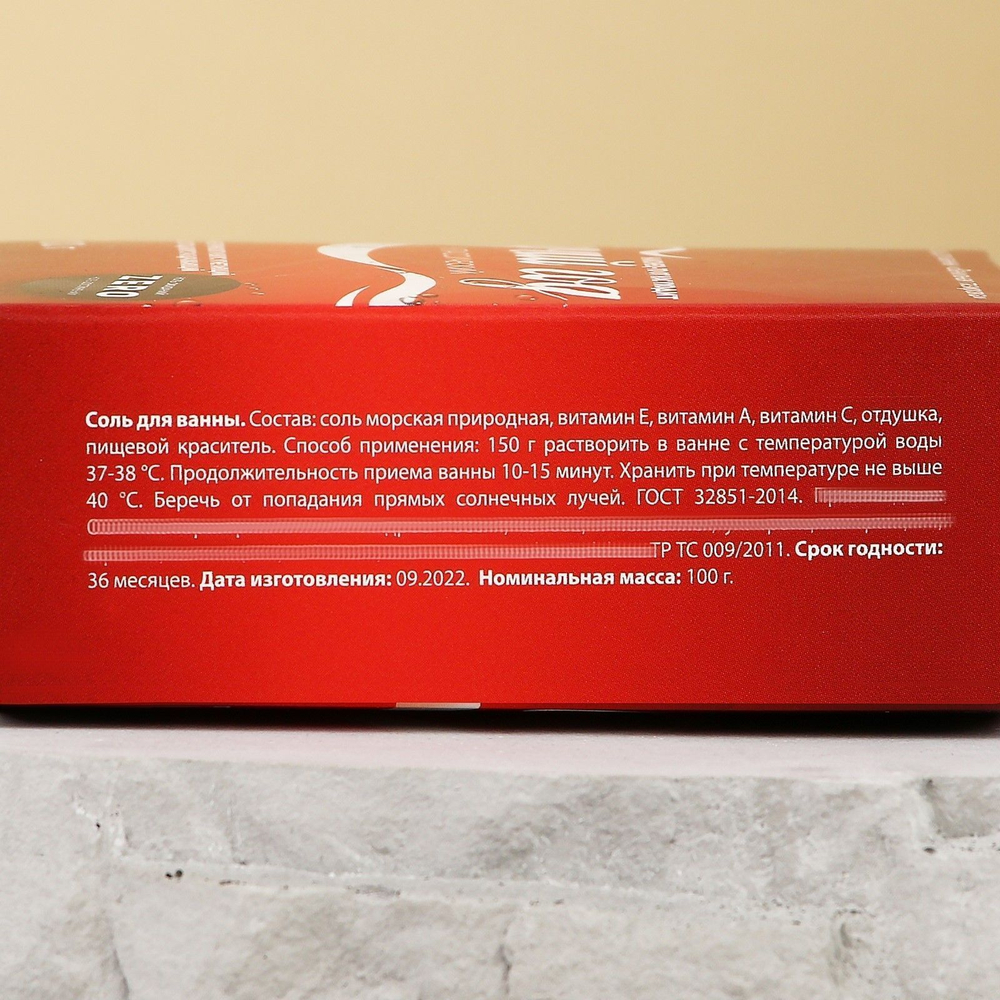 ZERO
Соль для ванны. Состав: соль морская природная, витамин Е, витамин А, витамин С, отдушка,
пищевой краситель. Способ применения: 150 г растворить в ванне с температурой воды
37-38 °С. Продолжительность приема ванны 10-15 минут. Хранить при температуре не выше
40 °С. Беречь от попадания прямых солнечных лучей. ГОСТ 32851-2014.
ТР ТС 009/2011. Срок годности:
36 месяцев. Дата изготовления: 09.2022. Номинальная масса: 100 г.